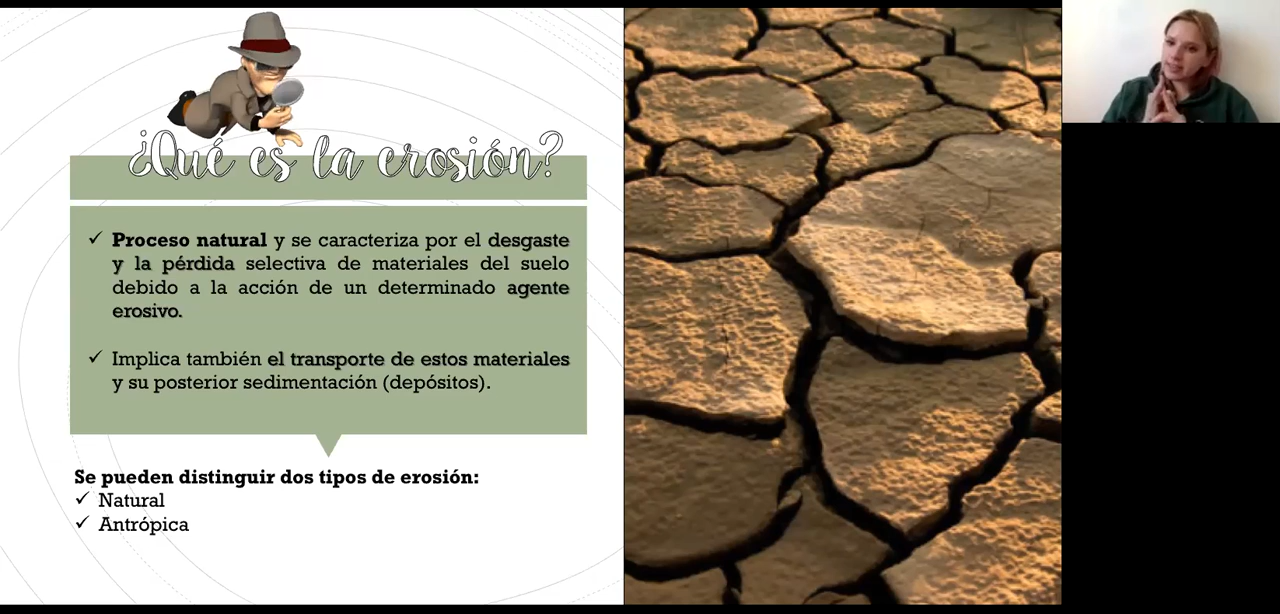 ¿Qué es la erosión?
✓ Proceso natural y se caracteriza por el desgaste
y la pérdida selectiva de materiales del suelo
debido a la acción de un determinado agente
erosivo.
✓ Implica también el transporte de estos materiales
y su posterior sedimentación (depósitos).
Se pueden distinguir dos tipos de erosión:
✓ Natural
✓ Antrópica